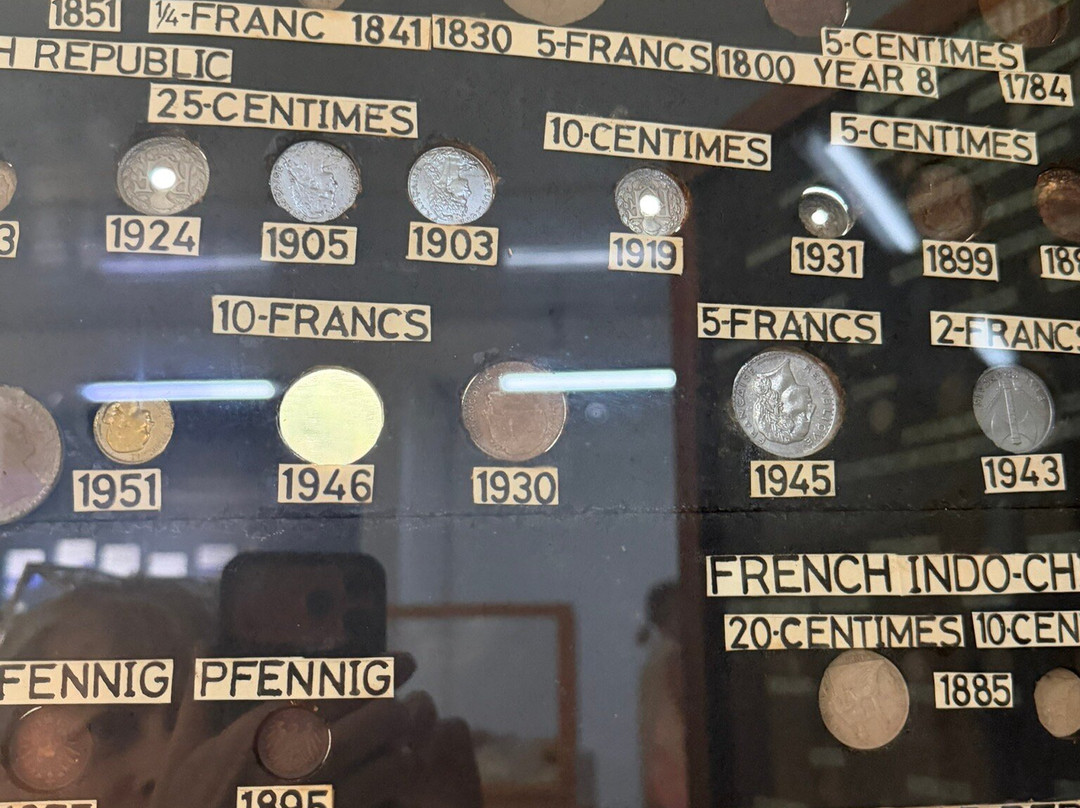 1851 ¼-FRANC 1841 1830 5-FRANCS 5-CENTIMES
H REPUBLIC 1800 YEAR 8 1784
25-CENTIMES 10-CENTIMES 5-CENTIMES
3 1924 1905 1903 1919 1931 1899 189
10-FRANCS 5-FRANCS 2-FRANCS
1951 1946 1930 1945 1943
FRENCH INDO-CH
20-CENTIMES 10-CEN
FENNIG PFENNIG 1885
1895